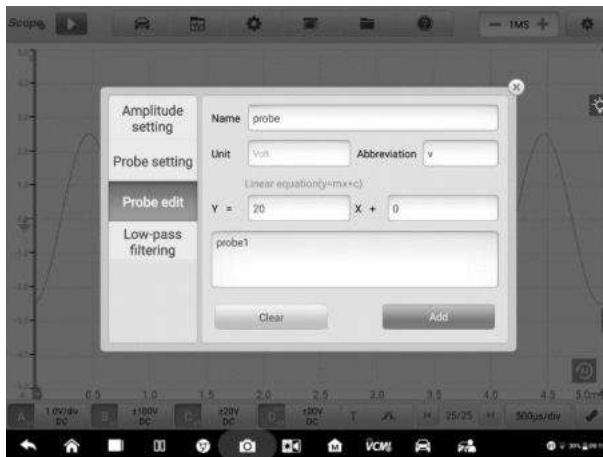 Scope
1MS
Amplitude setting
Probe setting
Probe edit
Low-pass filtering
Name probe
Unit Volt Abbreviation v
Linear equation(y=mx+c)
Y = 20 X + 0
probe1
Clear Add
0.5 1.0 1.5 2.0 2.5 3.0 3.5 4.0 4.5
A 1.0V/div DC B ±100V DC C ±20V DC D ±20V DC T 25/25 500µs/div
VCMI